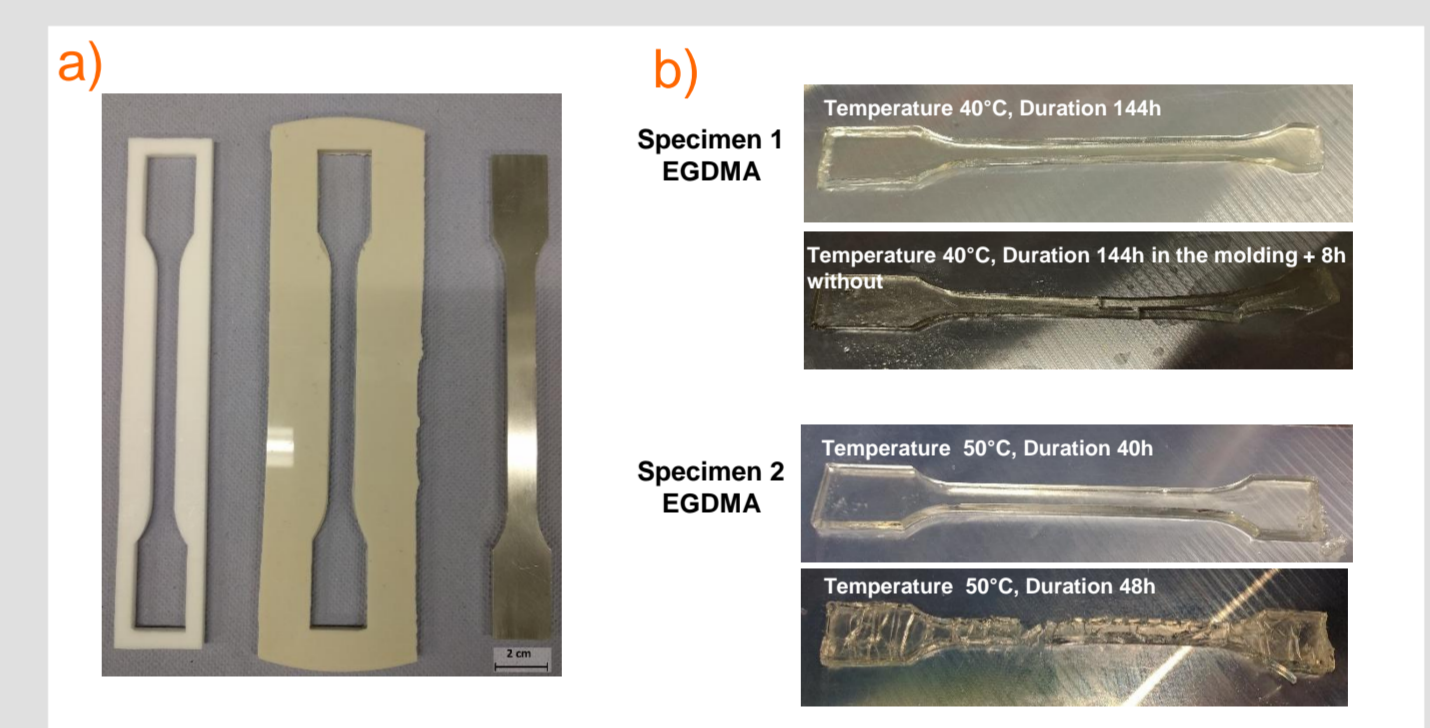 a)
2 cm
b)
Specimen 1
EGDMA
Temperature 40°C, Duration 144h
Temperature 40°C, Duration 144h in the molding + 8h
without
Specimen 2
EGDMA
Temperature  50°C, Duration 40h
Temperature  50°C, Duration 48h